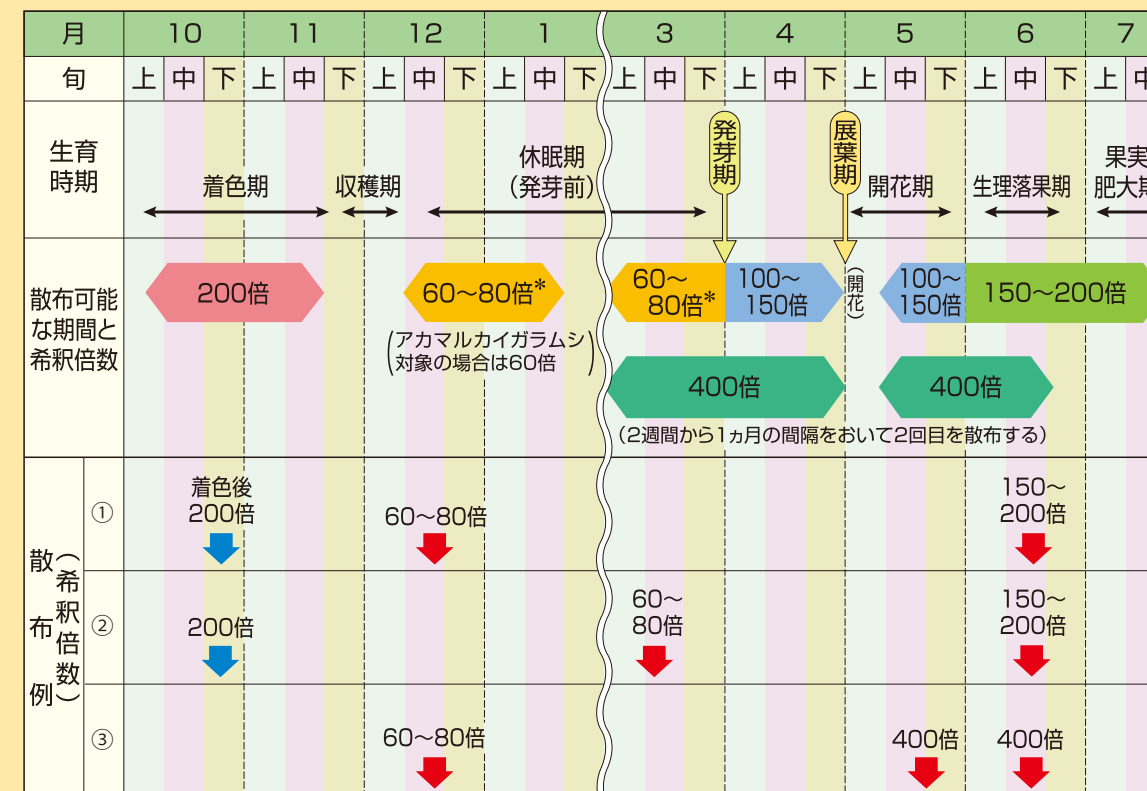 月 10 11 12 1 3 4 5 6 7
旬 上 中 下 上 中 下 上 中 下 上 中 下 上 中 下 上 中 下 上 中 下 上 中 下 上 中
生育
時期
発芽期
展葉期
着色期
収穫期
休眠期
(発芽前)
開花期
生理落果期
果実
肥大期
散布可能
な期間と
希釈倍数
200倍
60〜80倍*
(アカマルカイガラムシ
対象の場合は60倍)
60〜
80倍*
100〜
150倍
(開花)
100〜
150倍
150〜200倍
400倍
400倍
(2週間から1ヵ月の間隔をおいて2回目を散布する)
散布例
(希釈倍数)
①
着色後
200倍
60〜80倍
150〜
200倍
②
200倍
60〜
80倍
150〜
200倍
③
60〜80倍
400倍
400倍